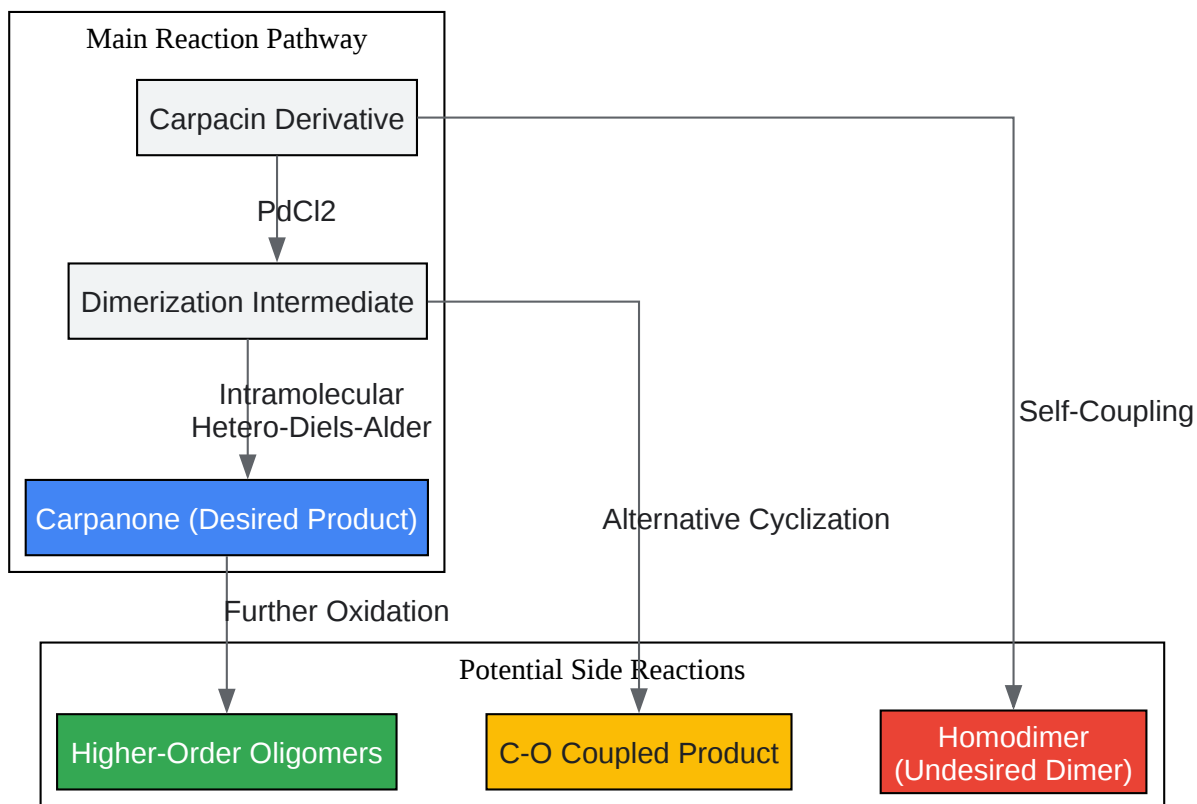 Main Reaction Pathway
Carpacin Derivative
PdCl2
Dimerization Intermediate
Intramolecular
Hetero-Diels-Alder
Self-Coupling
Carpanone (Desired Product)
Alternative Cyclization
Further Oxidation
Potential Side Reactions
Higher-Order Oligomers
C-O Coupled Product
Homodimer
(Undesired Dimer)